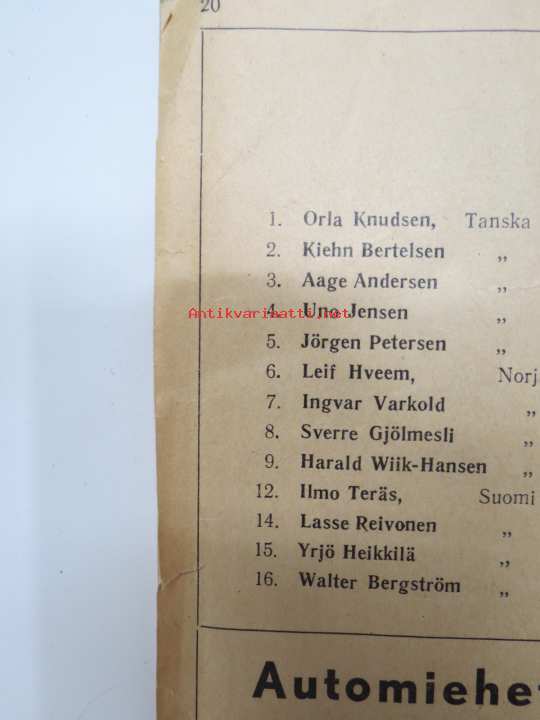 20
1. Orla Knudsen, Tanska
2. Kiehn Bertelsen „
3. Aage Andersen „
4. Uno Jensen „
Antikvariaatti.net
5. Jörgen Petersen „
6. Leif Hveem, Norj
7. Ingvar Varkold „
8. Sverre Gjölmesli „
9. Harald Wiik-Hansen „
12. Ilmo Teräs, Suomi
14. Lasse Reivonen „
15. Yrjö Heikkilä „
16. Walter Bergström „
Automiehet